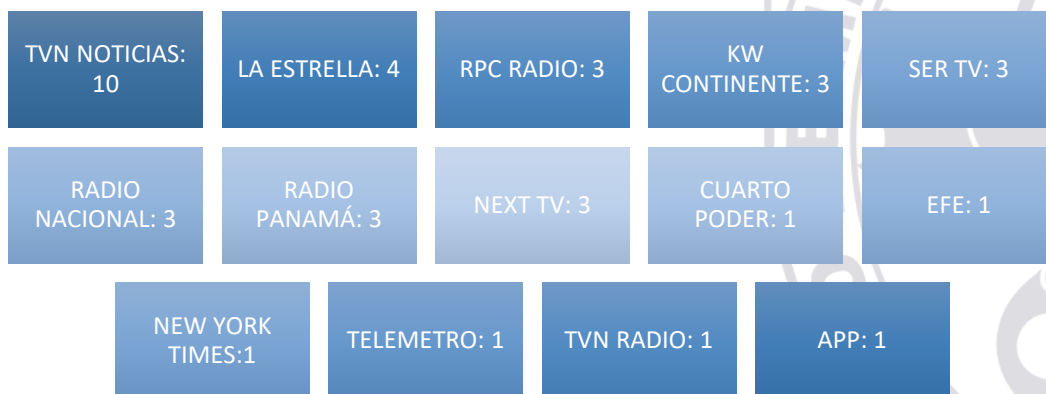 TVN NOTICIAS:
10
LA ESTRELLA: 4
RPC RADIO: 3
KW
CONTINENTE: 3
SER TV: 3
RADIO
NACIONAL: 3
RADIO
PANAMÁ: 3
NEXT TV: 3
CUARTO
PODER: 1
EFE: 1
NEW YORK
TIMES:1
TELEMETRO: 1
TVN RADIO: 1
APP: 1